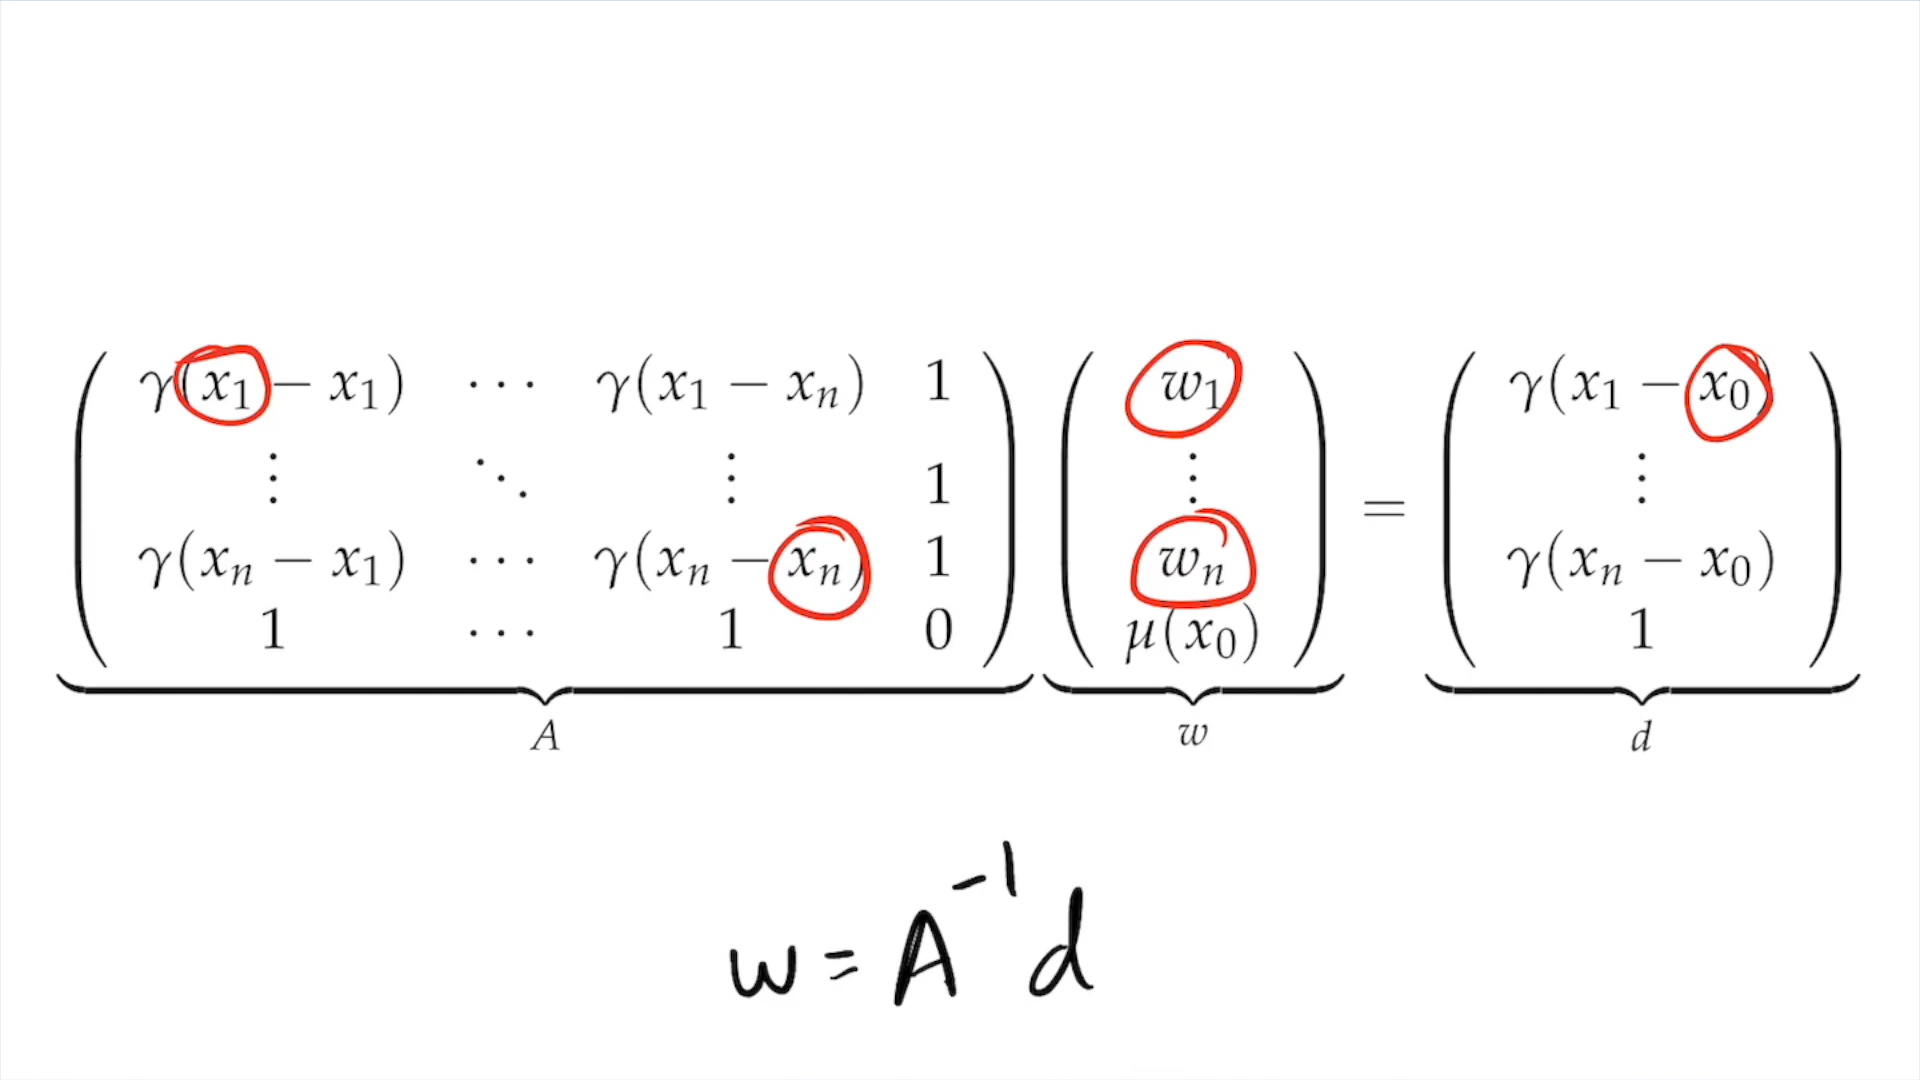 γ(x₁ − x₁) ⋯ γ(x₁ − xₙ) 1 w₁ γ(x₁ − x₀)
⋮ ⋱ ⋮ 1 ⋮ = ⋮
γ(xₙ − x₁) ⋯ γ(xₙ − xₙ) 1 wₙ γ(xₙ − x₀)
1 ⋯ 1 0 μ(x₀) 1
A w d
w = A⁻¹ d